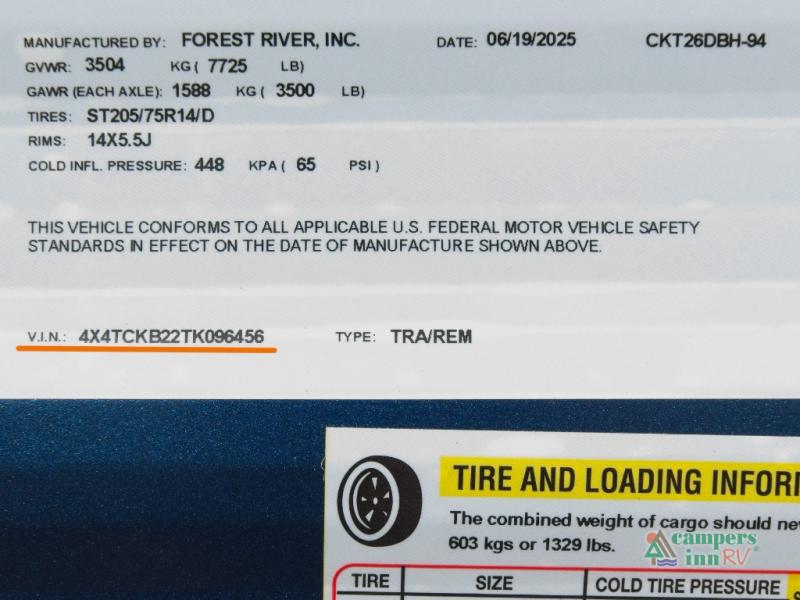 MANUFACTURED BY: FOREST RIVER, INC. DATE: 06/19/2025 CKT26DBH-94
GVWR: 3504 KG ( 7725 LB)
GAWR (EACH AXLE): 1588 KG ( 3500 LB)
TIRES: ST205/75R14/D
RIMS: 14X5.5J
COLD INFL. PRESSURE: 448 KPA ( 65 PSI )
THIS VEHICLE CONFORMS TO ALL APPLICABLE U.S. FEDERAL MOTOR VEHICLE SAFETY
STANDARDS IN EFFECT ON THE DATE OF MANUFACTURE SHOWN ABOVE.
V.I.N.: 4X4TCKB22TK096456 TYPE: TRA/REM
TIRE AND LOADING INFORM
The combined weight of cargo should nev
603 kgs or 1329 lbs.
campers
inn RV
TIRE SIZE COLD TIRE PRESSURE